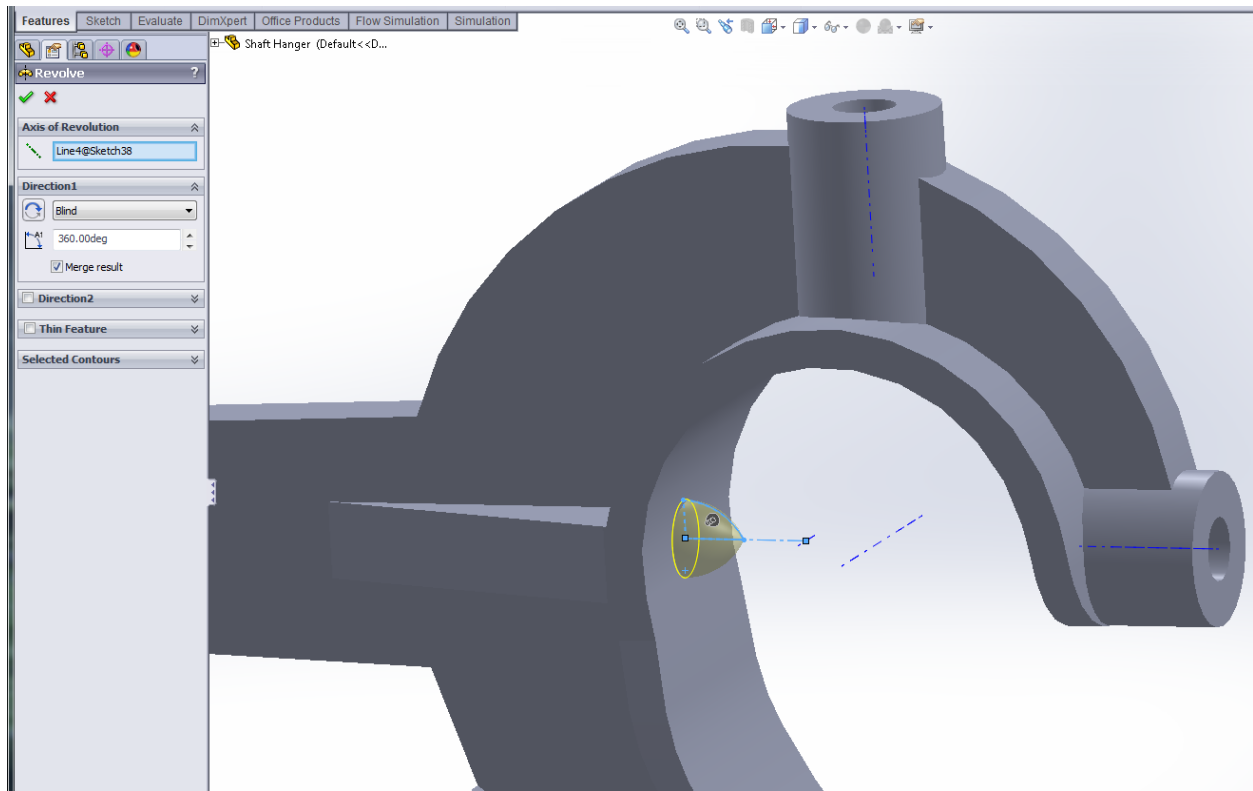 Features Sketch Evaluate DimXpert Office Products Flow Simulation Simulation
Shaft Hanger (Default<<D...
Revolve ?
Axis of Revolution
Line4@Sketch38
Direction1
Blind
A1 360.00deg
Merge result
Direction2
Thin Feature
Selected Contours